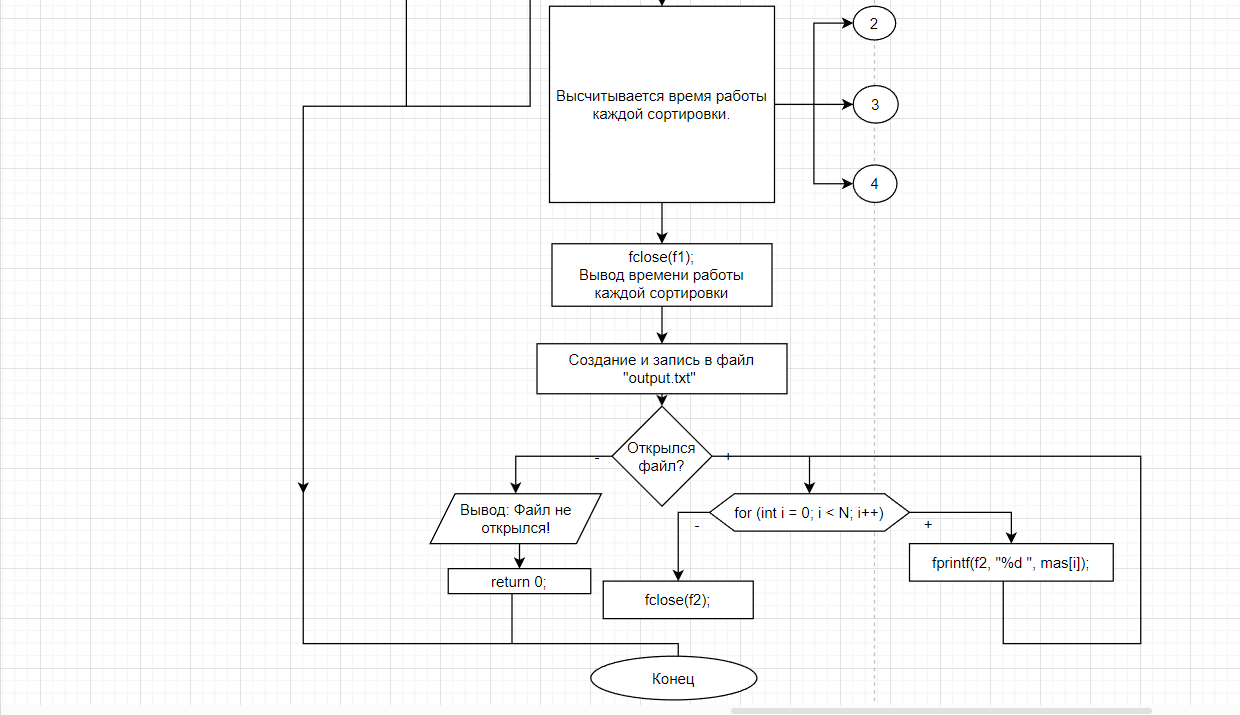 2
Высчитывается время работы
каждой сортировки.
3
4
fclose(f1);
Вывод времени работы
каждой сортировки
Создание и запись в файл
"output.txt"
Открылся
файл?
-
+
Вывод: Файл не
открылся!
for (int i = 0; i < N; i++)
-
+
fprintf(f2, "%d ", mas[i]);
return 0;
fclose(f2);
Конец